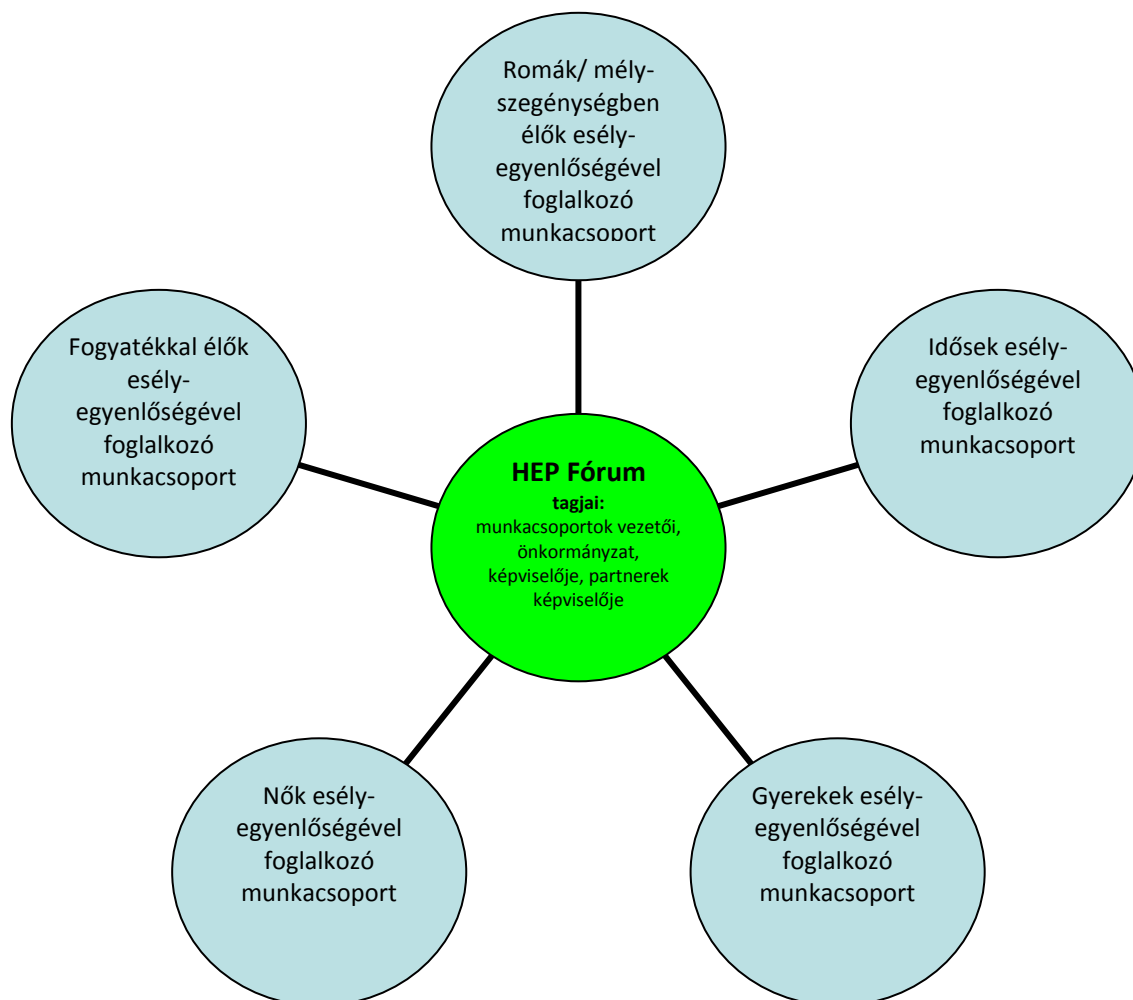 Romák/ mély-
szegénységben
élők esély-
egyenlőségével
foglalkozó
munkacsoport
Fogyatékkal élők
esély-
egyenlőségével
foglalkozó
munkacsoport
Idősek esély-
egyenlőségével
foglalkozó
munkacsoport
HEP Fórum
tagjai:
munkacsoportok vezetői,
önkormányzat,
képviselője, partnerek
képviselője
Nők esély-
egyenlőségével
foglalkozó
munkacsoport
Gyerekek esély-
egyenlőségével
foglalkozó
munkacsoport